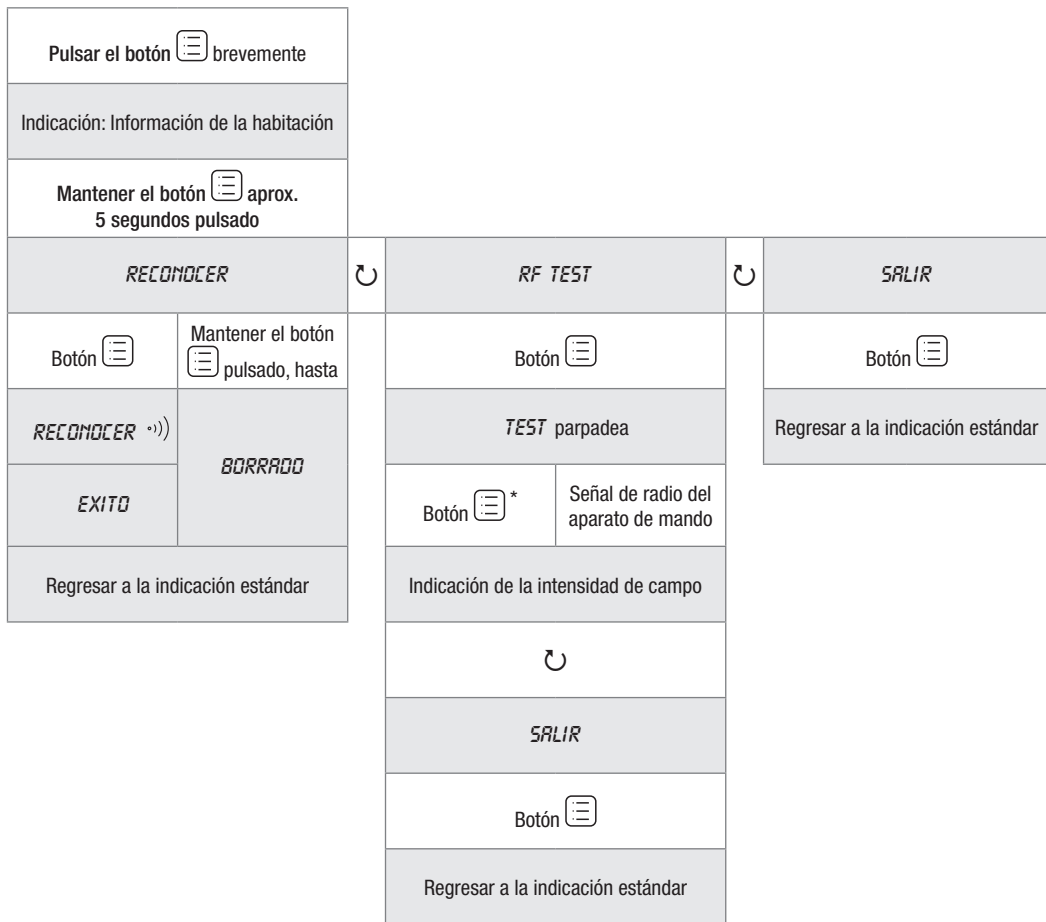 Pulsar el botón brevemente
Indicación: Información de la habitación
Mantener el botón aprox.
5 segundos pulsado
RECONOCER
RF TEST
SALIR
Botón
Mantener el botón
pulsado, hasta
Botón
Botón
RECONOCER
BORRADO
TEST parpadea
Regresar a la indicación estándar
EXITO
Botón *
Señal de radio del
aparato de mando
Regresar a la indicación estándar
Indicación de la intensidad de campo
SALIR
Botón
Regresar a la indicación estándar